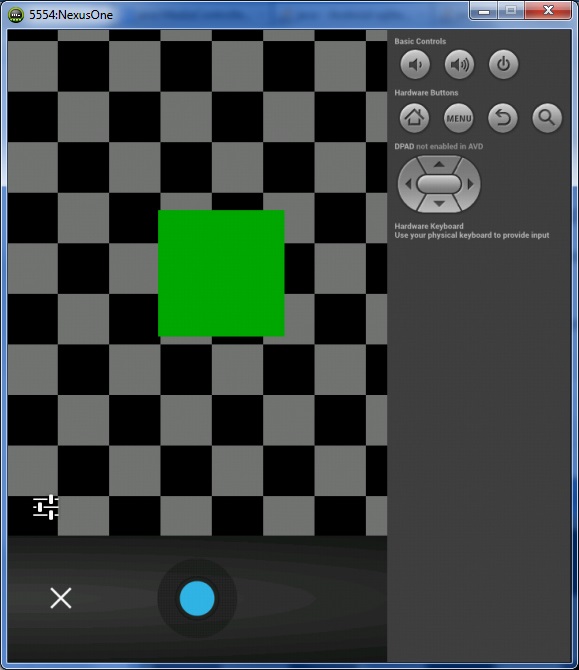 5554:NexusOne
Basic Controls
Hardware Buttons
MENU
DPAD not enabled in AVD
Hardware Keyboard
Use your physical keyboard to provide input